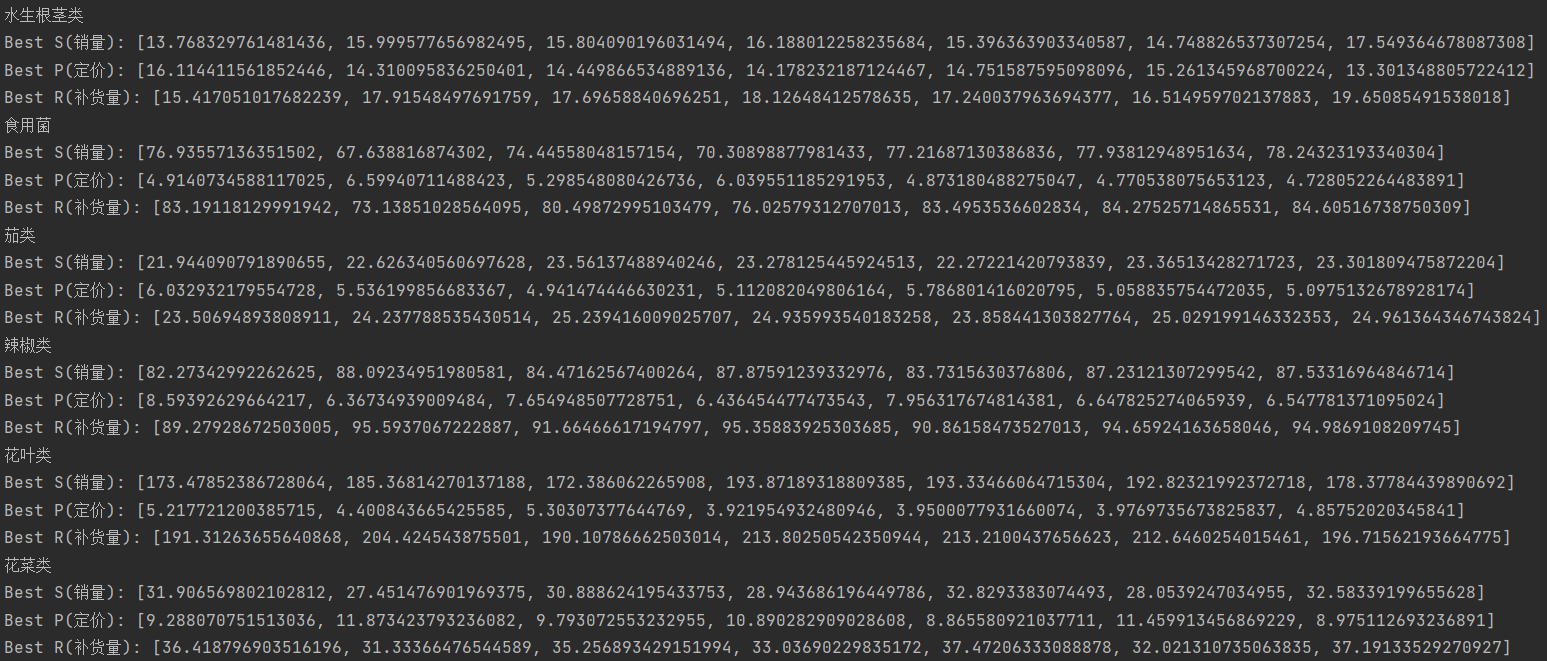 水生根茎类
Best S(销量): [13.768329761481436, 15.999577656982495, 15.804090196031494, 16.188012258235684, 15.396363903340587, 14.748826537307254, 17.549364678087308]
Best P(定价): [16.114411561852446, 14.310095836250401, 14.449866534889136, 14.178232187124467, 14.751587595098096, 15.261345968700224, 13.301348805722412]
Best R(补货量): [15.417051017682239, 17.91548497691759, 17.69658840696251, 18.12648412578635, 17.240037963694377, 16.514959702137883, 19.65085491538018]
食用菌
Best S(销量): [76.93557136351502, 67.638816874302, 74.44558048157154, 70.30898877981433, 77.21687130386836, 77.93812948951634, 78.24323193340304]
Best P(定价): [4.9140734588117025, 6.59940711488423, 5.298548080426736, 6.039551185291953, 4.873180488275047, 4.770538075653123, 4.728052264483891]
Best R(补货量): [83.19118129991942, 73.13851028564095, 80.49872995103479, 76.02579312707013, 83.4953536602834, 84.27525714865531, 84.60516738750309]
茄类
Best S(销量): [21.944090791890655, 22.626340560697628, 23.56137488940246, 23.278125445924513, 22.27221420793839, 23.36513428271723, 23.301809475872204]
Best P(定价): [6.032932179554728, 5.536199856683367, 4.941474446630231, 5.112082049806164, 5.786801416020795, 5.058835754472035, 5.0975132678928174]
Best R(补货量): [23.50694893808911, 24.237788535430514, 25.239416009025707, 24.935993540183258, 23.858441303827764, 25.029199146332353, 24.961364346743824]
辣椒类
Best S(销量): [82.27342992262625, 88.09234951980581, 84.47162567400264, 87.87591239332976, 83.7315630376806, 87.23121307299542, 87.53316964846714]
Best P(定价): [8.59392629664217, 6.36734939009484, 7.654948507728751, 6.436454477473543, 7.956317674814381, 6.647825274065939, 6.547781371095024]
Best R(补货量): [89.27928672503005, 95.5937067222887, 91.66466617194797, 95.35883925303685, 90.86158473527013, 94.65924163658046, 94.9869108209745]
花叶类
Best S(销量): [173.47852386728064, 185.36814270137188, 172.386062265908, 193.87189318809385, 193.33466064715304, 192.82321992372718, 178.37784439890692]
Best P(定价): [5.217721200385715, 4.400843665425585, 5.30307377644769, 3.921954932480946, 3.9500077931660074, 3.9769735673825837, 4.85752020345841]
Best R(补货量): [191.31263655640868, 204.424543875501, 190.10786662503014, 213.80250542350944, 213.2100437656623, 212.6460254015461, 196.71562193664775]
花菜类
Best S(销量): [31.906569802102812, 27.451476901969375, 30.888624195433753, 28.943686196449786, 32.8293383074493, 28.0539247034955, 32.58339199655628]
Best P(定价): [9.288070751513036, 11.873423793236082, 9.793072553232955, 10.890282909028608, 8.865580921037711, 11.459913456869229, 8.975112693236891]
Best R(补货量): [36.418796903516196, 31.33366476544589, 35.256893429151994, 33.03690229835172, 37.47206333088878, 32.021310735063835, 37.19133529270927]